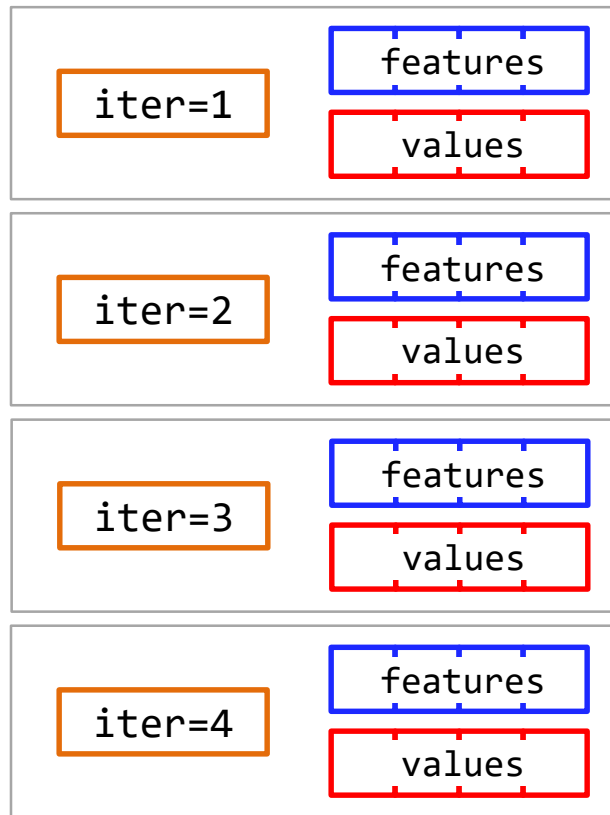 features
iter=1
values
features
iter=2
values
features
iter=3
values
features
iter=4
values